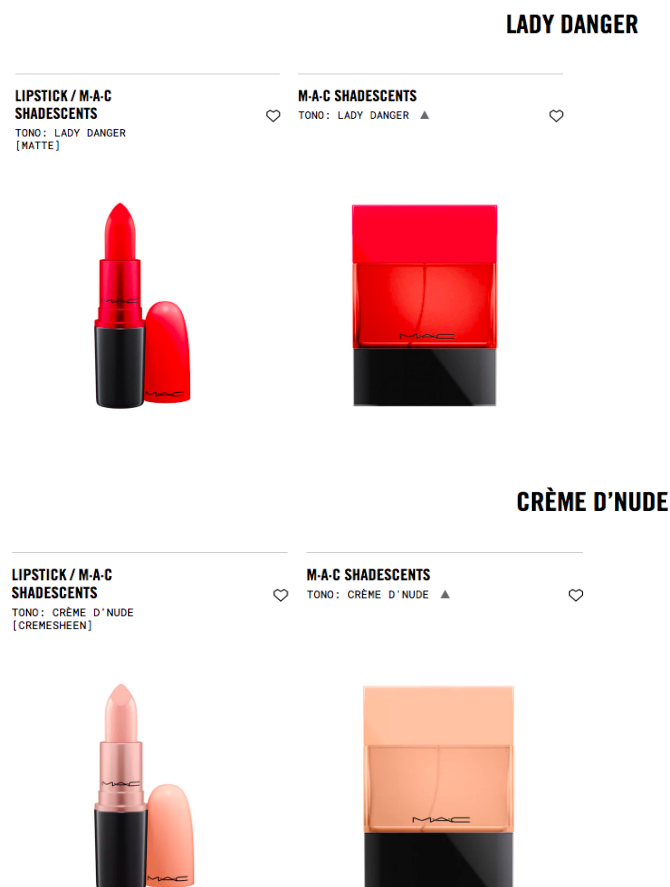 LADY DANGER
LIPSTICK / M·A·C
SHADESCENTS
TONO: LADY DANGER
[MATTE]
M·A·C SHADESCENTS
TONO: LADY DANGER
MAC
MAC
MAC
CRÈME D'NUDE
LIPSTICK / M·A·C
SHADESCENTS
TONO: CRÈME D'NUDE
[CREMESHEEN]
M·A·C SHADESCENTS
TONO: CRÈME D'NUDE
MAC
MAC
MAC